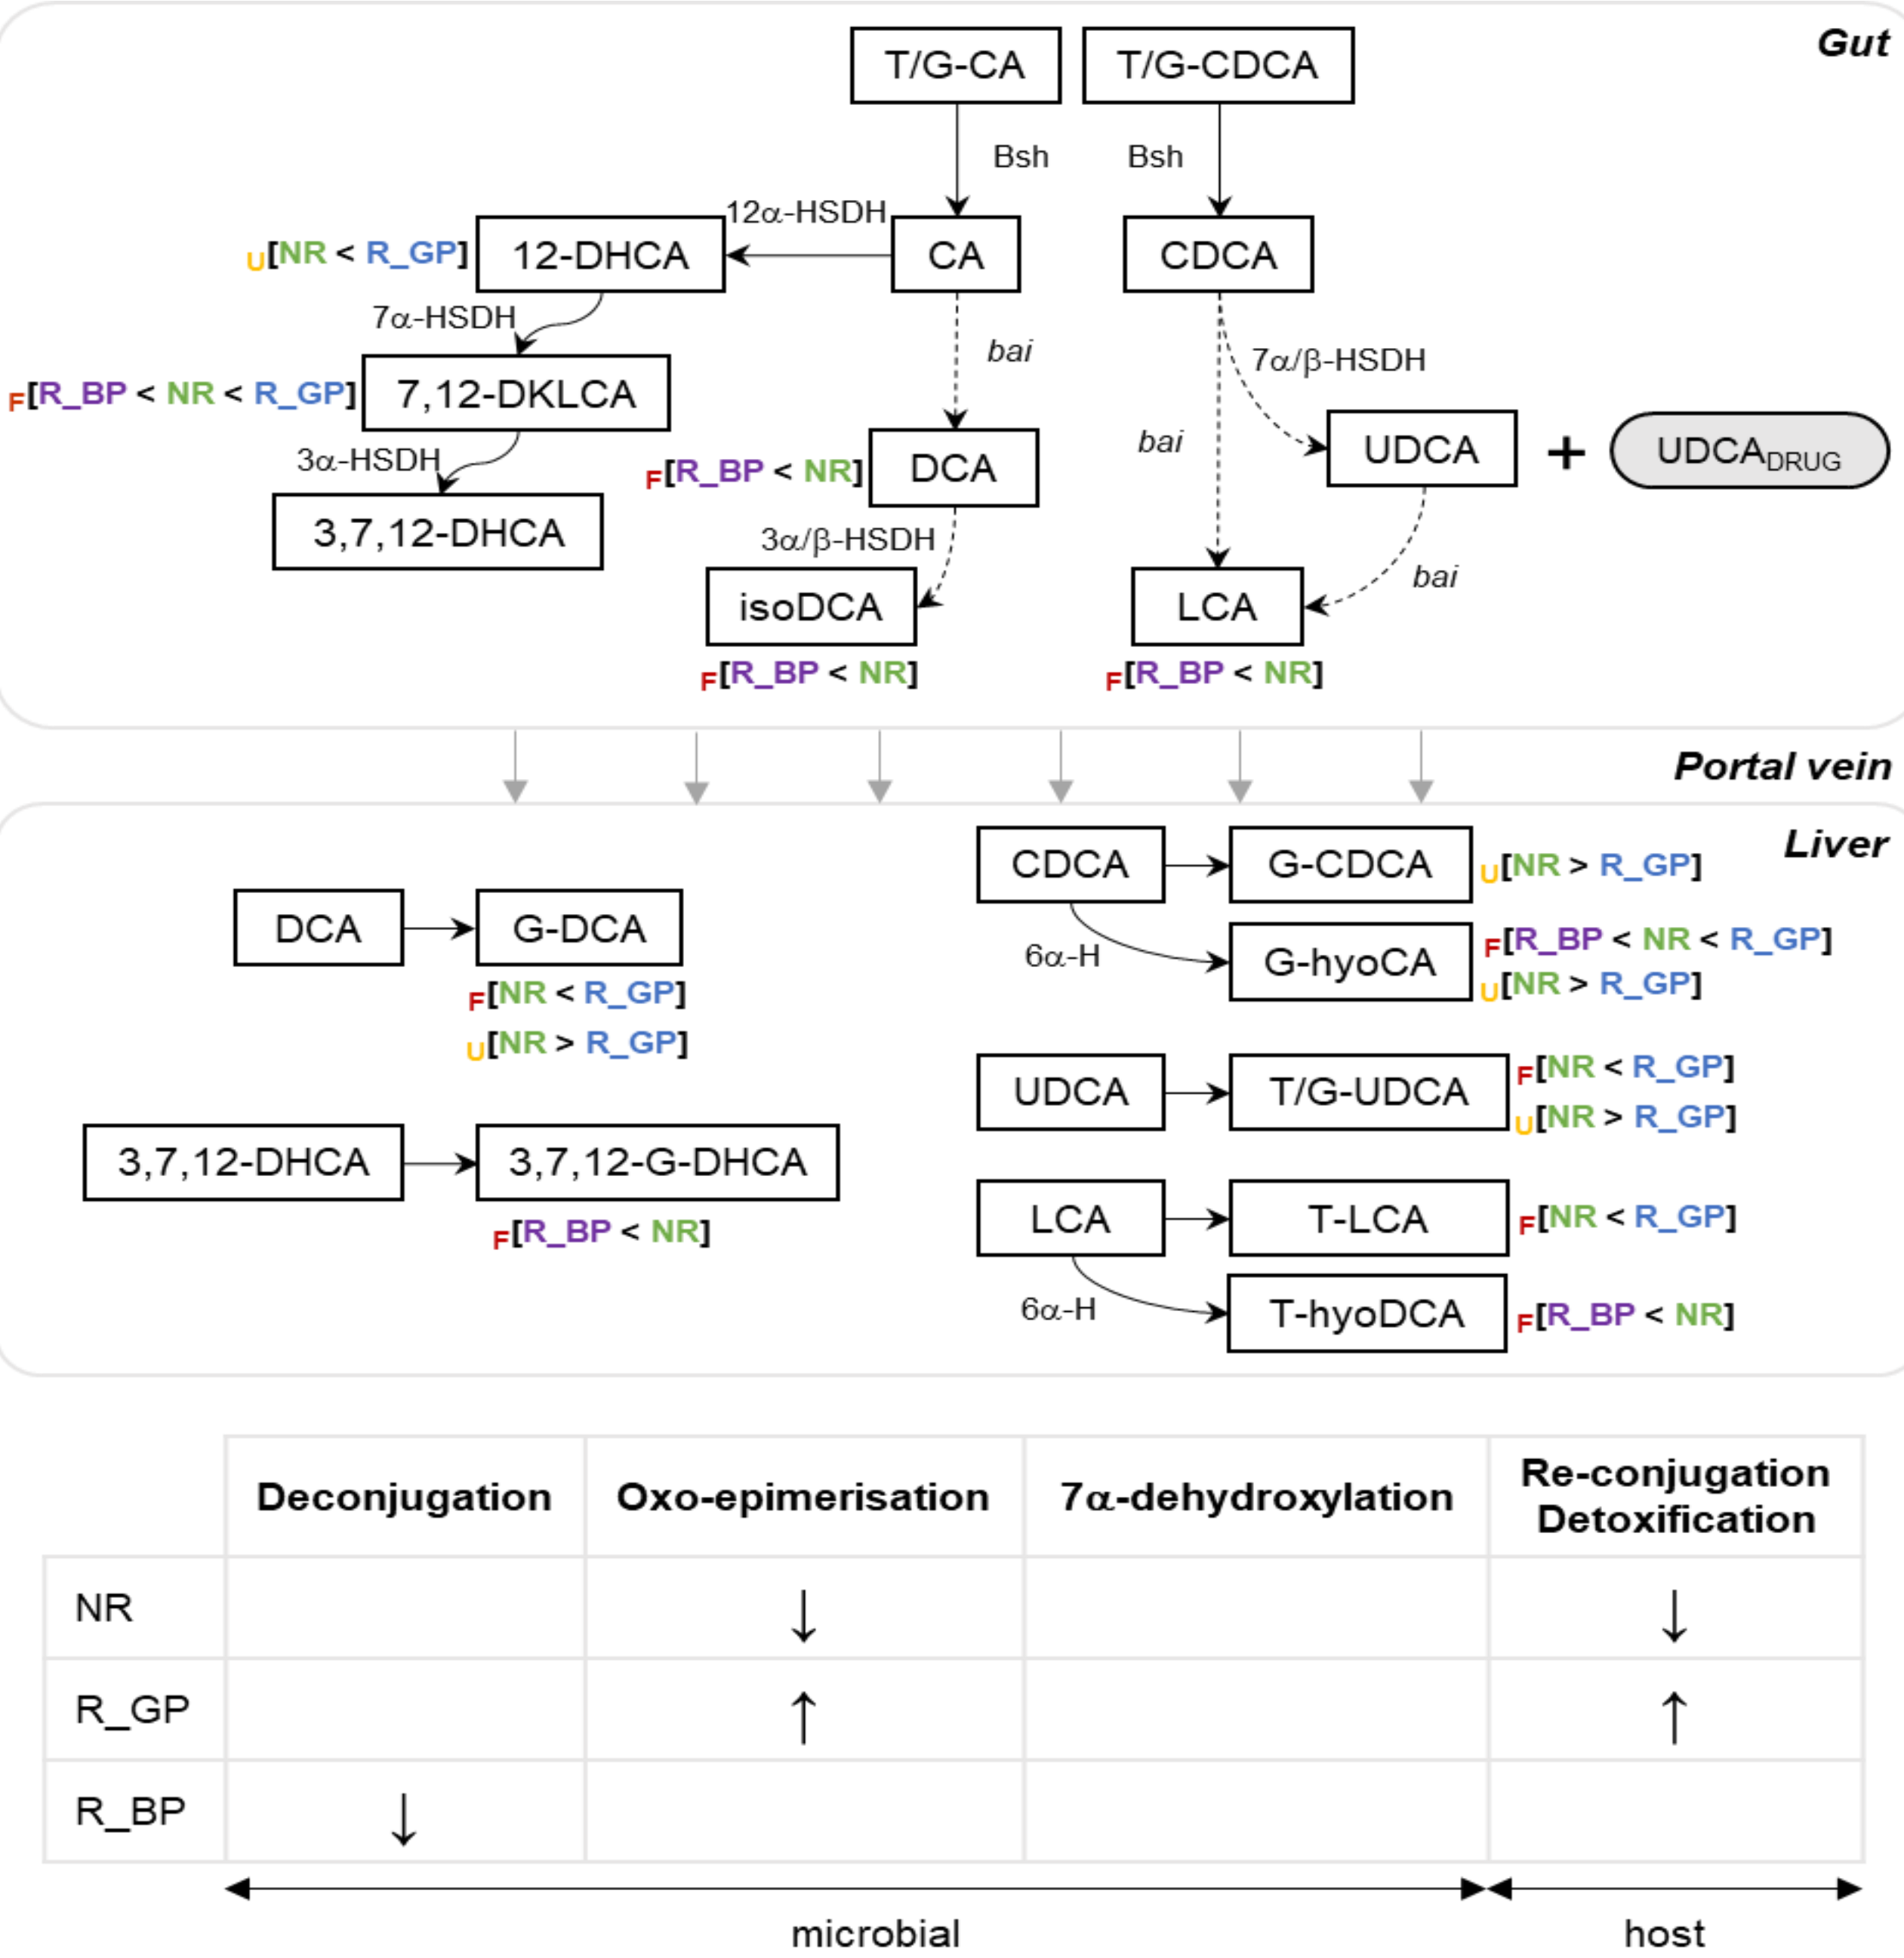 Gut
T/G-CA
T/G-CDCA
Bsh
Bsh
12α-HSDH
U[NR < R_GP]
12-DHCA
CA
CDCA
7α-HSDH
bai
7α/β-HSDH
F[R_BP < NR < R_GP]
7,12-DKLCA
3α-HSDH
F[R_BP < NR]
DCA
bai
UDCA
+
UDCADRUG
3,7,12-DHCA
3α/β-HSDH
isoDCA
LCA
bai
F[R_BP < NR]
F[R_BP < NR]
Portal vein
Liver
CDCA
G-CDCA
U[NR > R_GP]
DCA
G-DCA
6α-H
G-hyoCA
F[R_BP < NR < R_GP]
U[NR > R_GP]
F[NR < R_GP]
U[NR > R_GP]
UDCA
T/G-UDCA
F[NR < R_GP]
U[NR > R_GP]
3,7,12-DHCA
3,7,12-G-DHCA
F[R_BP < NR]
LCA
T-LCA
F[NR < R_GP]
6α-H
T-hyoDCA
F[R_BP < NR]
Deconjugation
Oxo-epimerisation
7α-dehydroxylation
Re-conjugation
Detoxification
NR ↓ ↓
R_GP ↑ ↑
R_BP ↓
microbial
host